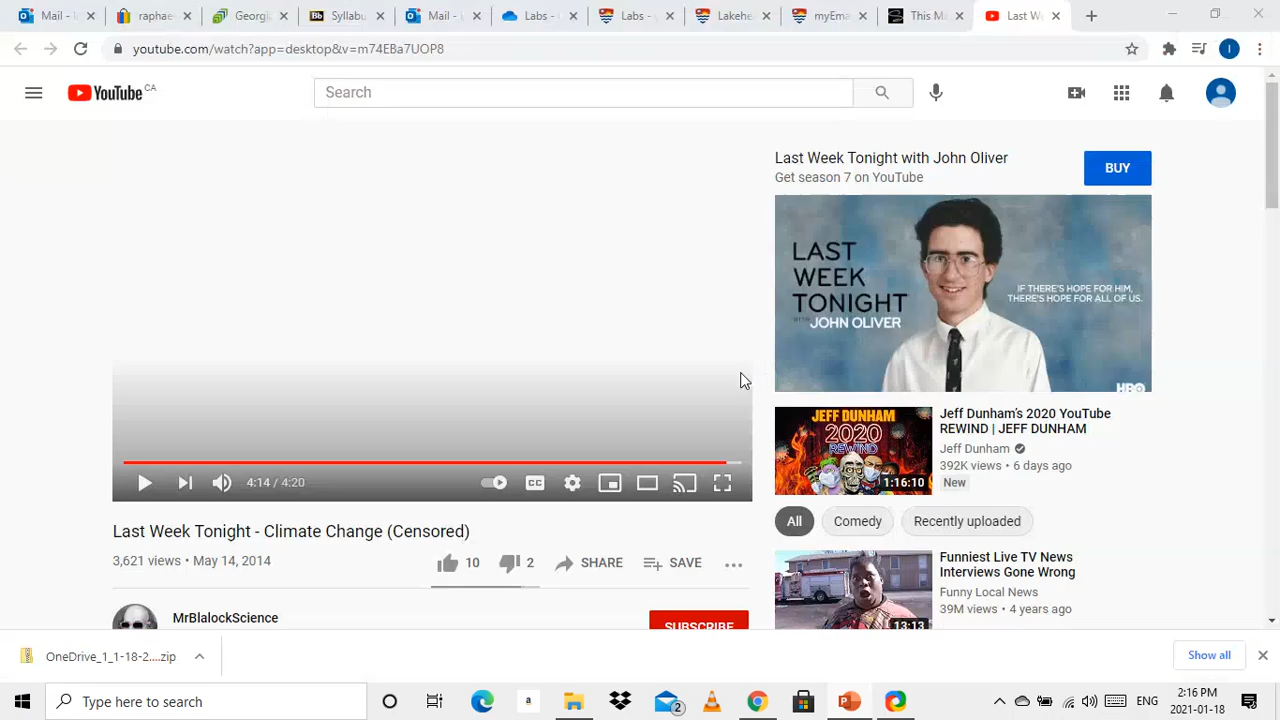 Mail - l
raphae
Georgi
Bb Syllabu
Mail -
Labs -
Labs -
Lakehe
myEma
This Ma
Last We
youtube.com/watch?app=desktop&v=m74EBa7UOP8
I
YouTube CA
Search
Last Week Tonight with John Oliver
Get season 7 on YouTube
BUY
LAST
WEEK
TONIGHT
WITH JOHN OLIVER
IF THERE'S HOPE FOR HIM,
THERE'S HOPE FOR ALL OF US.
HBO
4:14 / 4:20
CC
JEFF DUNHAM
2020
REWIND
1:16:10
Jeff Dunham's 2020 YouTube
REWIND | JEFF DUNHAM
Jeff Dunham
392K views • 6 days ago
New
All
Comedy
Recently uploaded
Last Week Tonight - Climate Change (Censored)
3,621 views • May 14, 2014
10
2
SHARE
SAVE
...
MrBlalockScience
SUBSCRIBE
13:13
Funniest Live TV News
Interviews Gone Wrong
Funny Local News
39M views • 4 years ago
OneDrive_1_1-18-2....zip
Show all
Type here to search
a
2
ENG
2:16 PM
2021-01-18